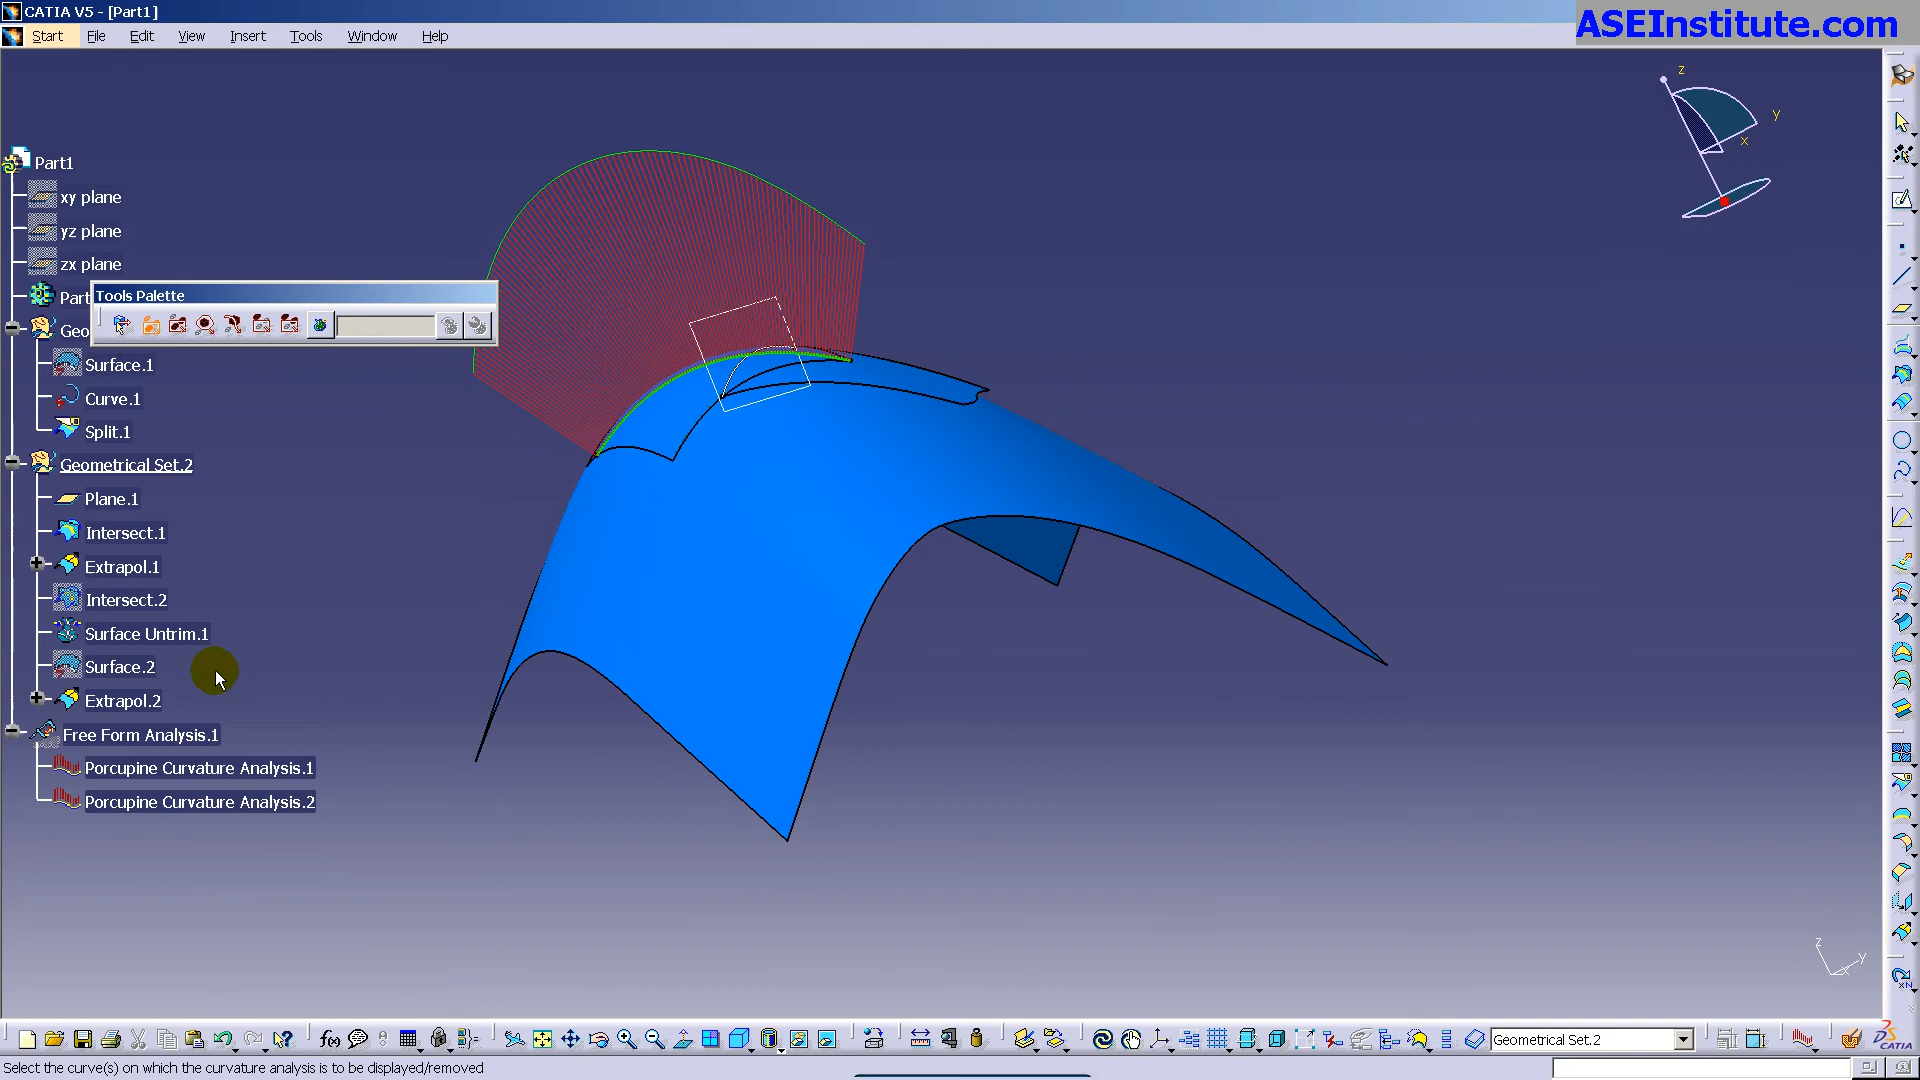 CATIA V5 - [Part1]
ASEInstitute.com
Start File Edit View Insert Tools Window Help
z
y
x
Part1
xy plane
yz plane
zx plane
Part
Tools Palette
Geo
Surface.1
Curve.1
Split.1
Geometrical Set.2
Plane.1
Intersect.1
Extrapol.1
Intersect.2
Surface Untrim.1
Surface.2
Extrapol.2
Free Form Analysis.1
Porcupine Curvature Analysis.1
Porcupine Curvature Analysis.2
z
y
x
Geometrical Set.2
CATIA
Select the curve(s) on which the curvature analysis is to be displayed/removed